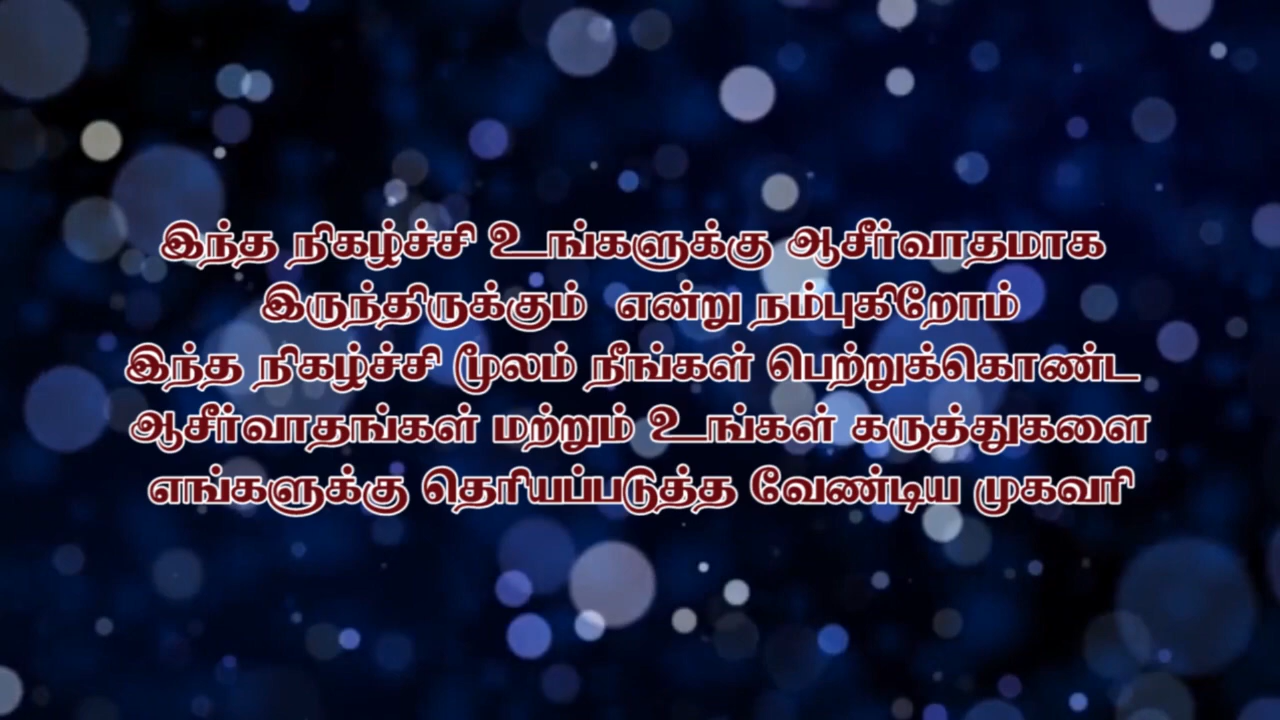 இந்த நிகழ்ச்சி உங்களுக்கு ஆசீர்வாதமாக
இருந்திருக்கும் என்று நம்புகிறோம்
இந்த நிகழ்ச்சி மூலம் நீங்கள் பெற்றுக்கொண்ட
ஆசீர்வாதங்கள் மற்றும் உங்கள் கருத்துகளை
எங்களுக்கு தெரியப்படுத்த வேண்டிய முகவரி